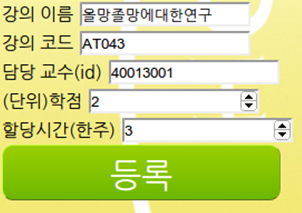 강의 이름 올망졸망에대한연구
강의 코드 AT043
담당 교수(id) 40013001
(단위)학점 2
할당시간(한주) 3
등록